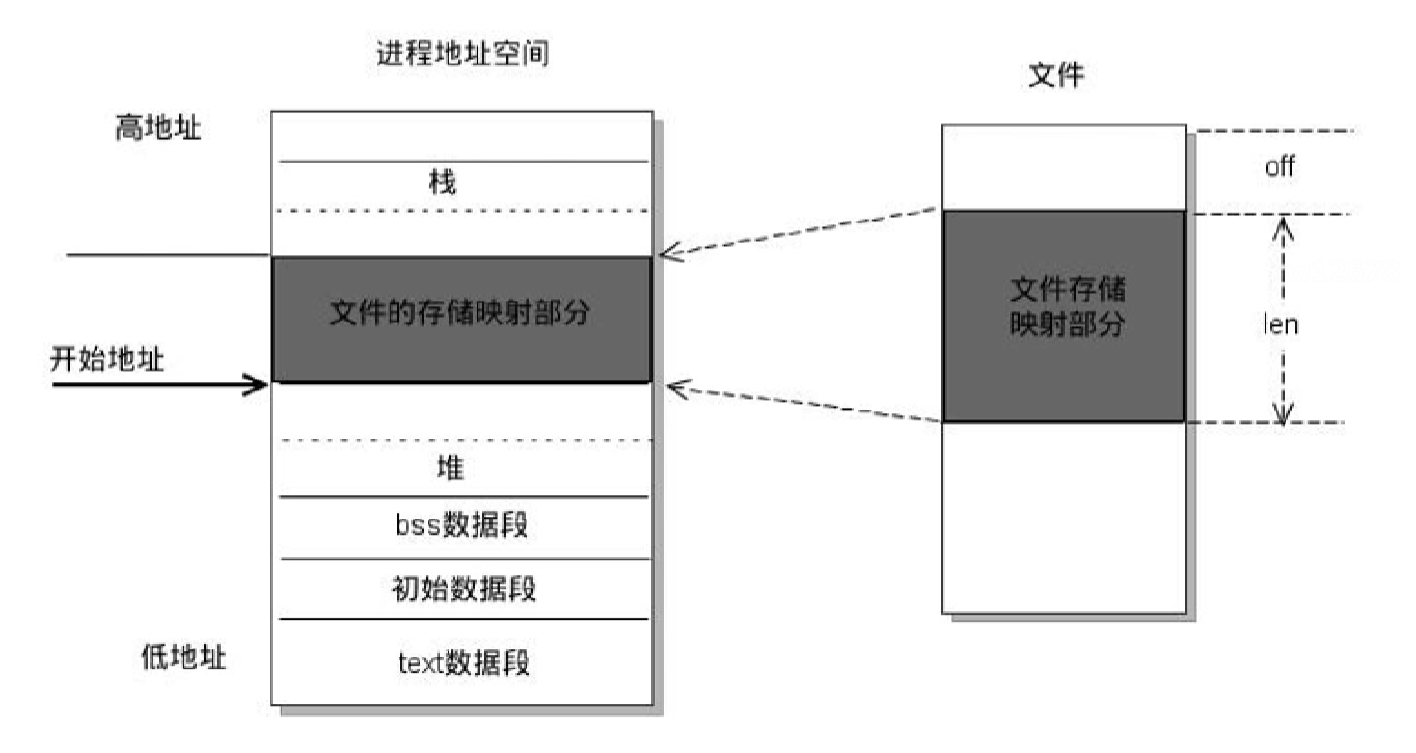 进程地址空间
文件
高地址
栈
off
文件的存储映射部分
文件存储
映射部分
len
开始地址
堆
bss数据段
初始数据段
低地址
text数据段